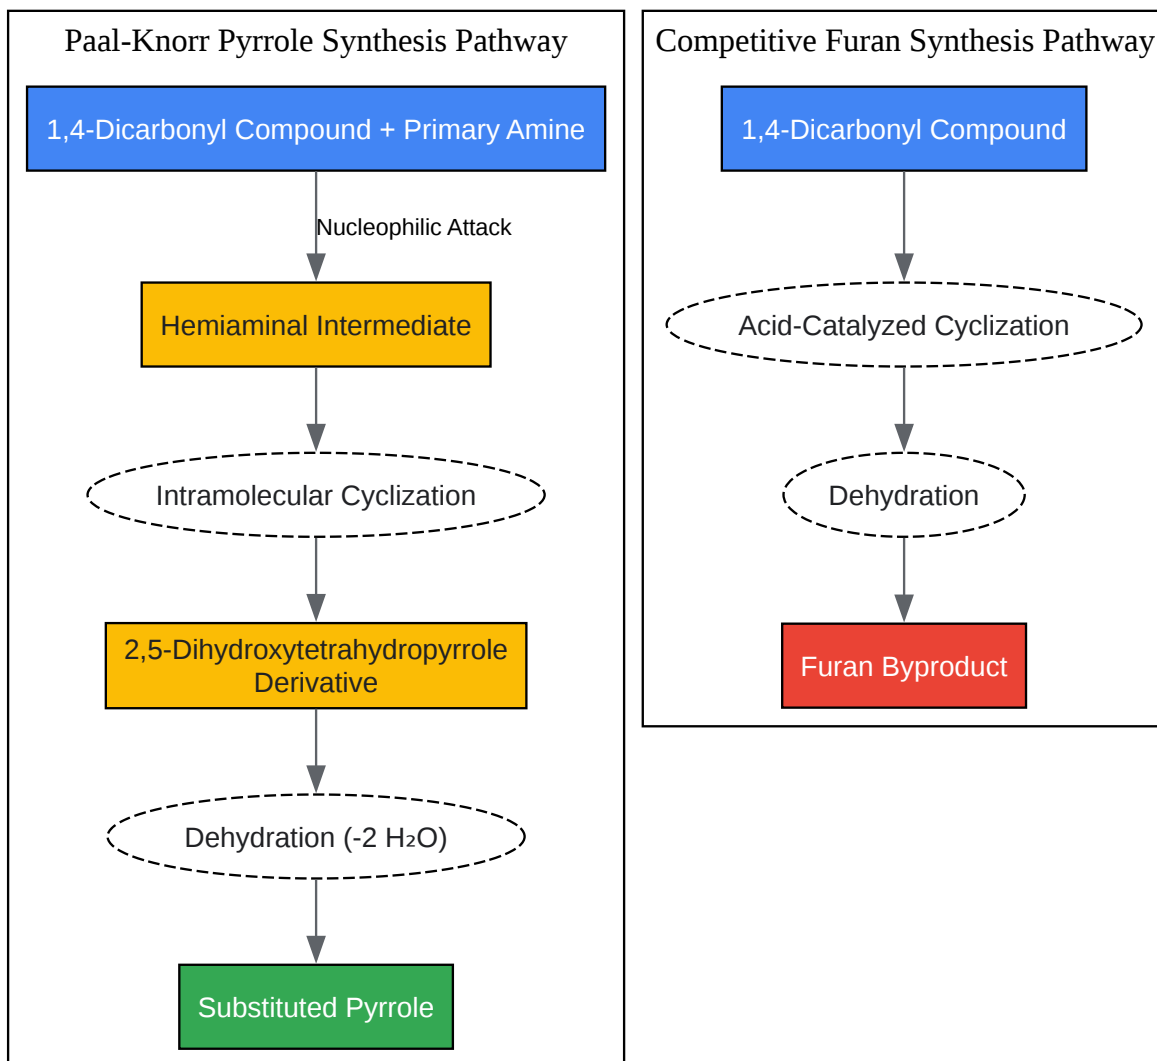 Paal-Knorr Pyrrole Synthesis Pathway
1,4-Dicarbonyl Compound + Primary Amine
Nucleophilic Attack
Hemiaminal Intermediate
Intramolecular Cyclization
2,5-Dihydroxytetrahydropyrrole
Derivative
Dehydration (-2 H₂O)
Substituted Pyrrole
Competitive Furan Synthesis Pathway
1,4-Dicarbonyl Compound
Acid-Catalyzed Cyclization
Dehydration
Furan Byproduct